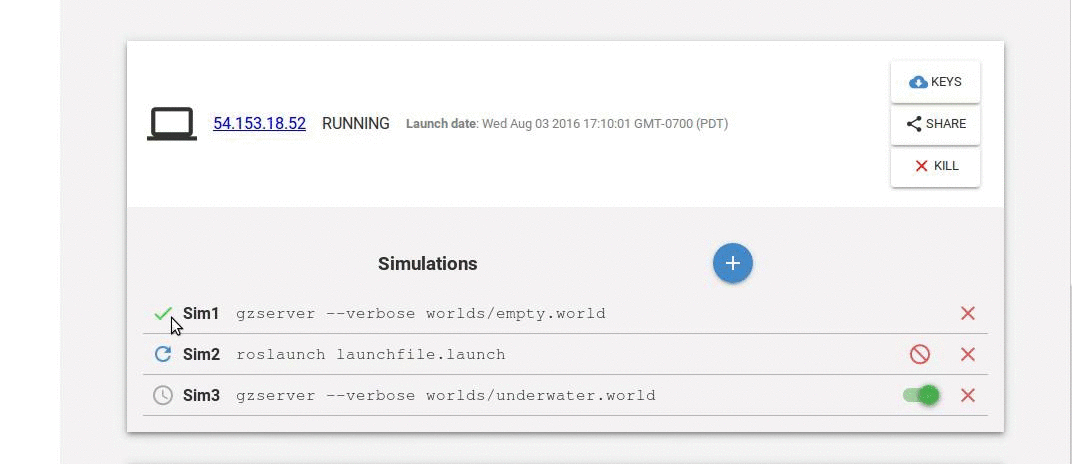 KEYS
54.153.18.52 RUNNING Launch date: Wed Aug 03 2016 17:10:01 GMT-0700 (PDT)
SHARE
KILL
Simulations
Sim1 gzserver --verbose worlds/empty.world
Sim2 roslaunch launchfile.launch
Sim3 gzserver --verbose worlds/underwater.world